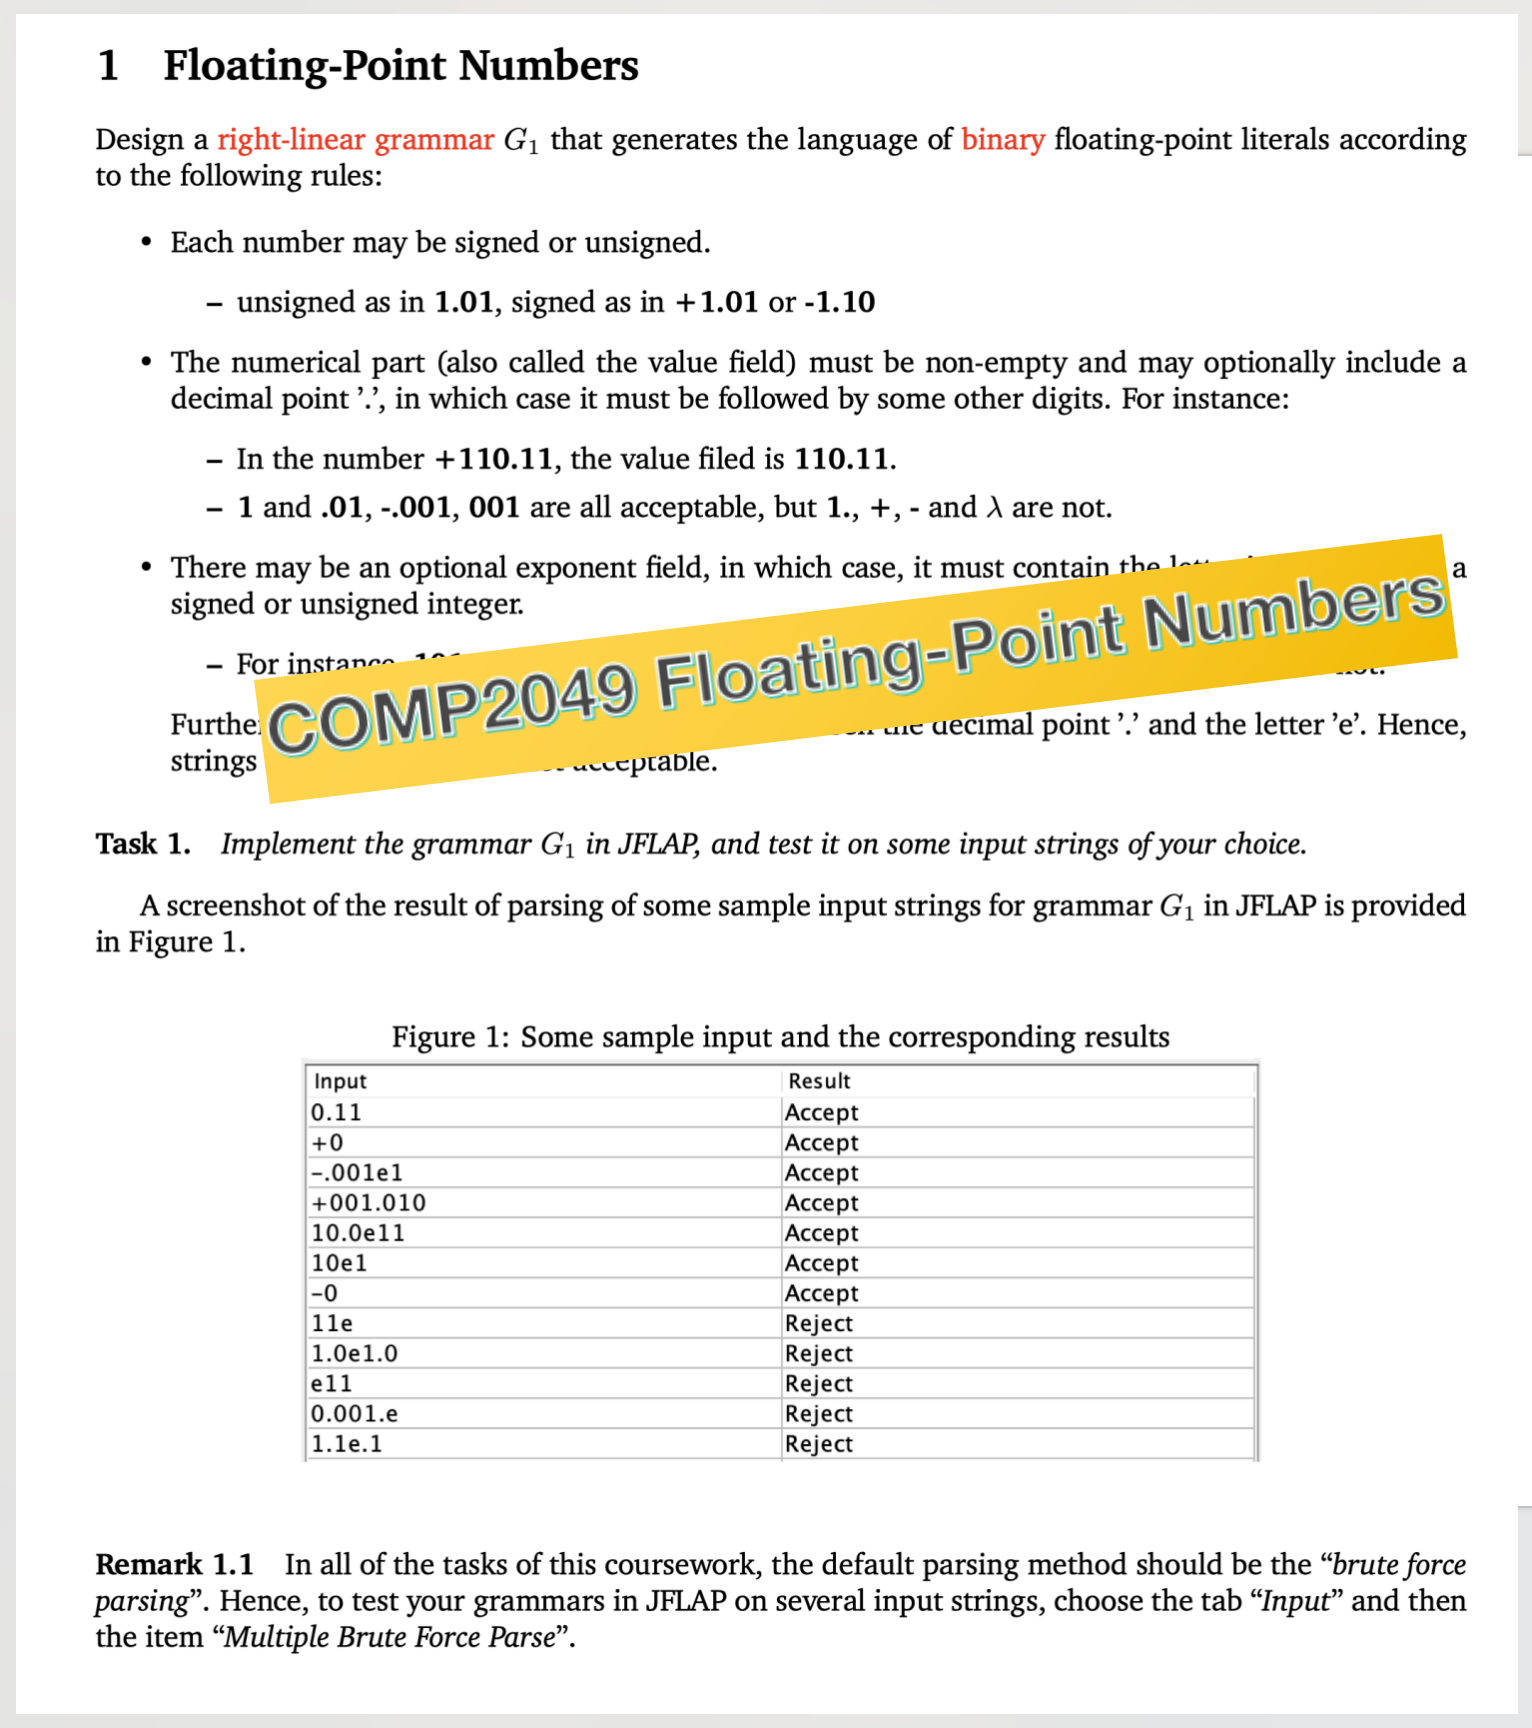 1 Floating-Point Numbers
Design a right-linear grammar G₁ that generates the language of binary floating-point literals according
to the following rules:
• Each number may be signed or unsigned.
– unsigned as in 1.01, signed as in +1.01 or -1.10
• The numerical part (also called the value field) must be non-empty and may optionally include a
decimal point ’.’, in which case it must be followed by some other digits. For instance:
– In the number +110.11, the value filed is 110.11.
– 1 and .01, -.001, 001 are all acceptable, but 1., +, - and λ are not.
• There may be an optional exponent field, in which case, it must contain the a
signed or unsigned integer.
– For instance
COMP2049 Floating-Point Numbers
decimal point ’.’ and the letter ’e’. Hence,
strings acceptable.
Task 1. Implement the grammar G₁ in JFLAP, and test it on some input strings of your choice.
A screenshot of the result of parsing of some sample input strings for grammar G₁ in JFLAP is provided
in Figure 1.
Figure 1: Some sample input and the corresponding results
Input Result
0.11 Accept
+0 Accept
-.001e1 Accept
+001.010 Accept
10.0e11 Accept
10e1 Accept
-0 Accept
11e Reject
1.0e1.0 Reject
e11 Reject
0.001.e Reject
1.1e.1 Reject
Remark 1.1 In all of the tasks of this coursework, the default parsing method should be the “brute force
parsing”. Hence, to test your grammars in JFLAP on several input strings, choose the tab “Input” and then
the item “Multiple Brute Force Parse”.